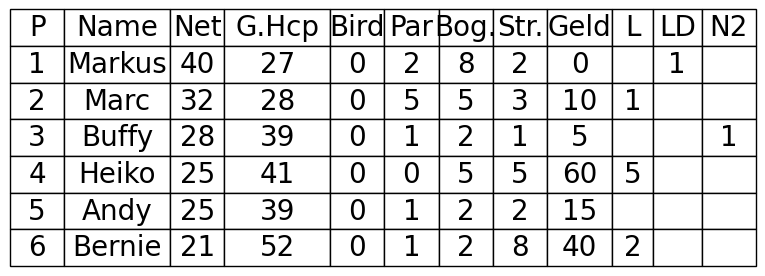 P Name Net G.Hcp Bird Par Bog. Str. Geld L LD N2
1 Markus 40 27 0 2 8 2 0 1
2 Marc 32 28 0 5 5 3 10 1
3 Buffy 28 39 0 1 2 1 5 1
4 Heiko 25 41 0 0 5 5 60 5
5 Andy 25 39 0 1 2 2 15
6 Bernie 21 52 0 1 2 8 40 2